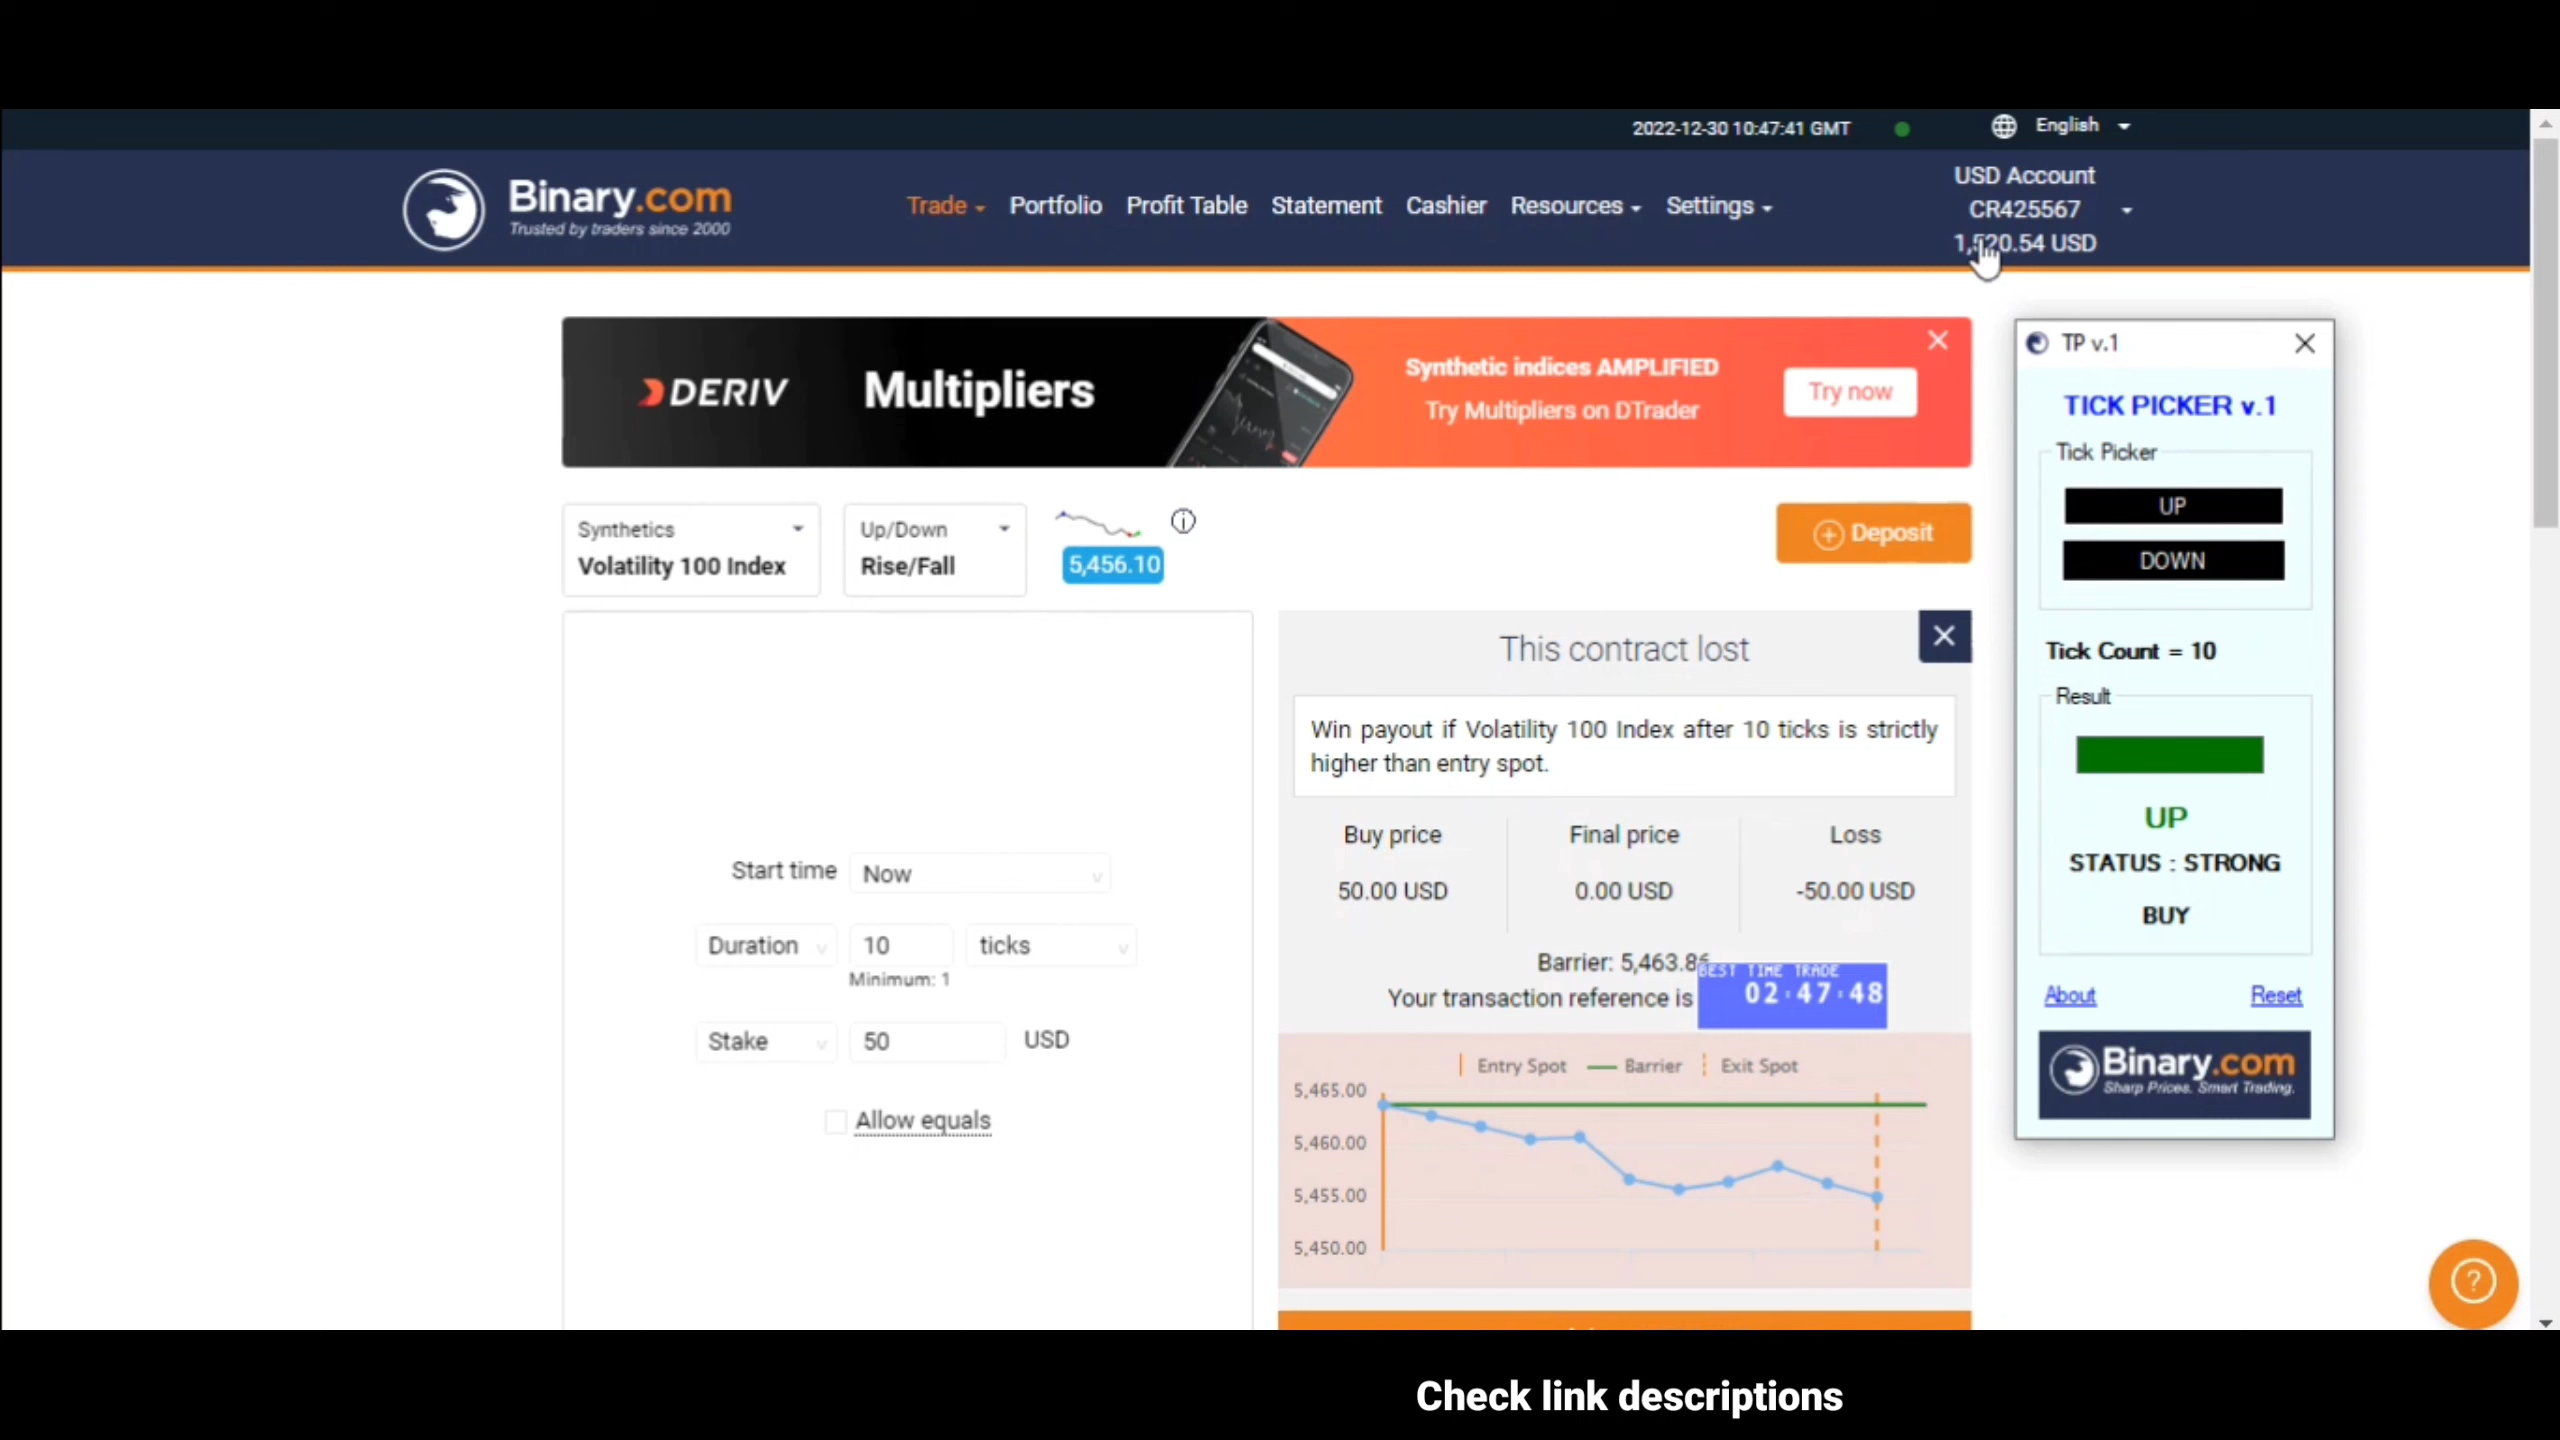 2022-12-30 10:47:41 GMT
English
Binary.com
Trusted by traders since 2000
Trade
Portfolio
Profit Table
Statement
Cashier
Resources
Settings
USD Account
CR425567
1,520.54 USD
DERIV
Multipliers
Synthetic indices AMPLIFIED
Try Multipliers on DTrader
Try now
Synthetics
Volatility 100 Index
Up/Down
Rise/Fall
5,456.10
Deposit
Start time
Now
Duration
10
ticks
Minimum: 1
Stake
50
USD
Allow equals
This contract lost
Win payout if Volatility 100 Index after 10 ticks is strictly
higher than entry spot.
Buy price
Final price
Loss
50.00 USD
0.00 USD
-50.00 USD
Barrier: 5,463.86
Your transaction reference is
BEST TIME TRADE
02:47:48
Entry Spot
Barrier
Exit Spot
5,465.00
5,460.00
5,455.00
5,450.00
TP v.1
TICK PICKER v.1
Tick Picker
UP
DOWN
Tick Count = 10
Result
UP
STATUS : STRONG
BUY
About
Reset
Binary.com
Sharp Prices. Smart Trading.
?
Check link descriptions